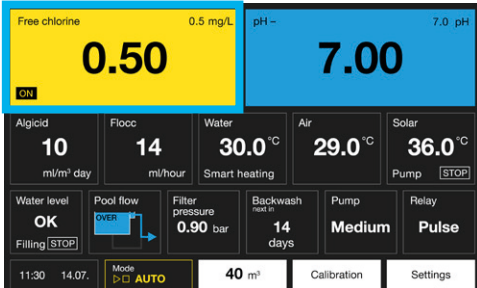 Free chlorine 0.5 mg/L
0.50
ON
pH – 7.0 pH
7.00
Algicid
10
ml/m³ day
Flocc
14
ml/hour
Water
30.0 °C
Smart heating
Air
29.0 °C
Solar
36.0 °C
Pump STOP
Water level
OK
Filling STOP
Pool flow
OVER
Filter
pressure
0.90 bar
Backwash
next in
14
days
Pump
Medium
Relay
Pulse
11:30 14.07.
Mode
AUTO
40 m³
Calibration
Settings